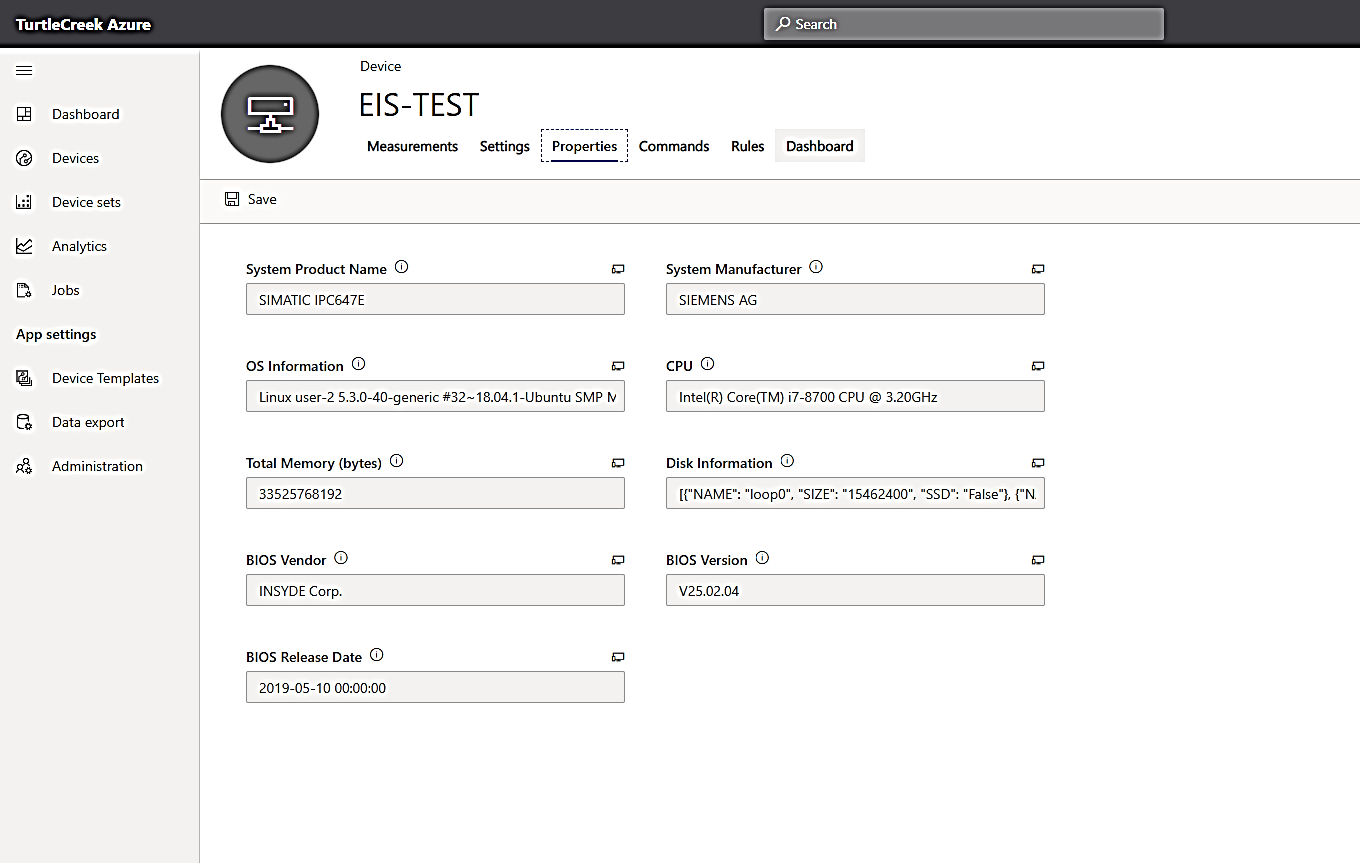 TurtleCreek Azure
Search
Device
EIS-TEST
Measurements Settings Properties Commands Rules Dashboard
Save
Dashboard
Devices
Device sets
Analytics
Jobs
App settings
Device Templates
Data export
Administration
System Product Name
SIMATIC IPC647E
System Manufacturer
SIEMENS AG
OS Information
Linux user-2 5.3.0-40-generic #32~18.04.1-Ubuntu SMP M
CPU
Intel(R) Core(TM) i7-8700 CPU @ 3.20GHz
Total Memory (bytes)
33525768192
Disk Information
[{"NAME": "loop0", "SIZE": "15462400", "SSD": "False"}, {"N
BIOS Vendor
INSYDE Corp.
BIOS Version
V25.02.04
BIOS Release Date
2019-05-10 00:00:00